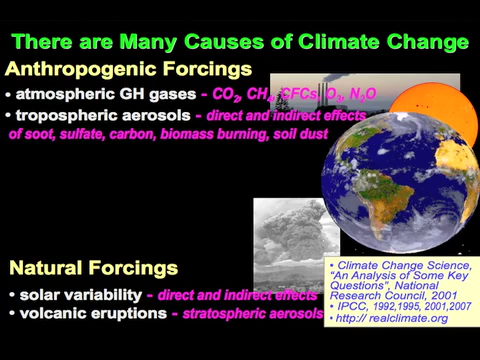 There are Many Causes of Climate Change
Anthropogenic Forcings
• atmospheric GH gases - CO2, CH4, CFCs, O3, N2O
• tropospheric aerosols - direct and indirect effects
of soot, sulfate, carbon, biomass burning, soil dust
Natural Forcings
• solar variability - direct and indirect effects
• volcanic eruptions - stratospheric aerosols
• Climate Change Science,
"An Analysis of Some Key
Questions", National
Research Council, 2001
• IPCC, 1992,1995, 2001,2007
• http:// realclimate.org